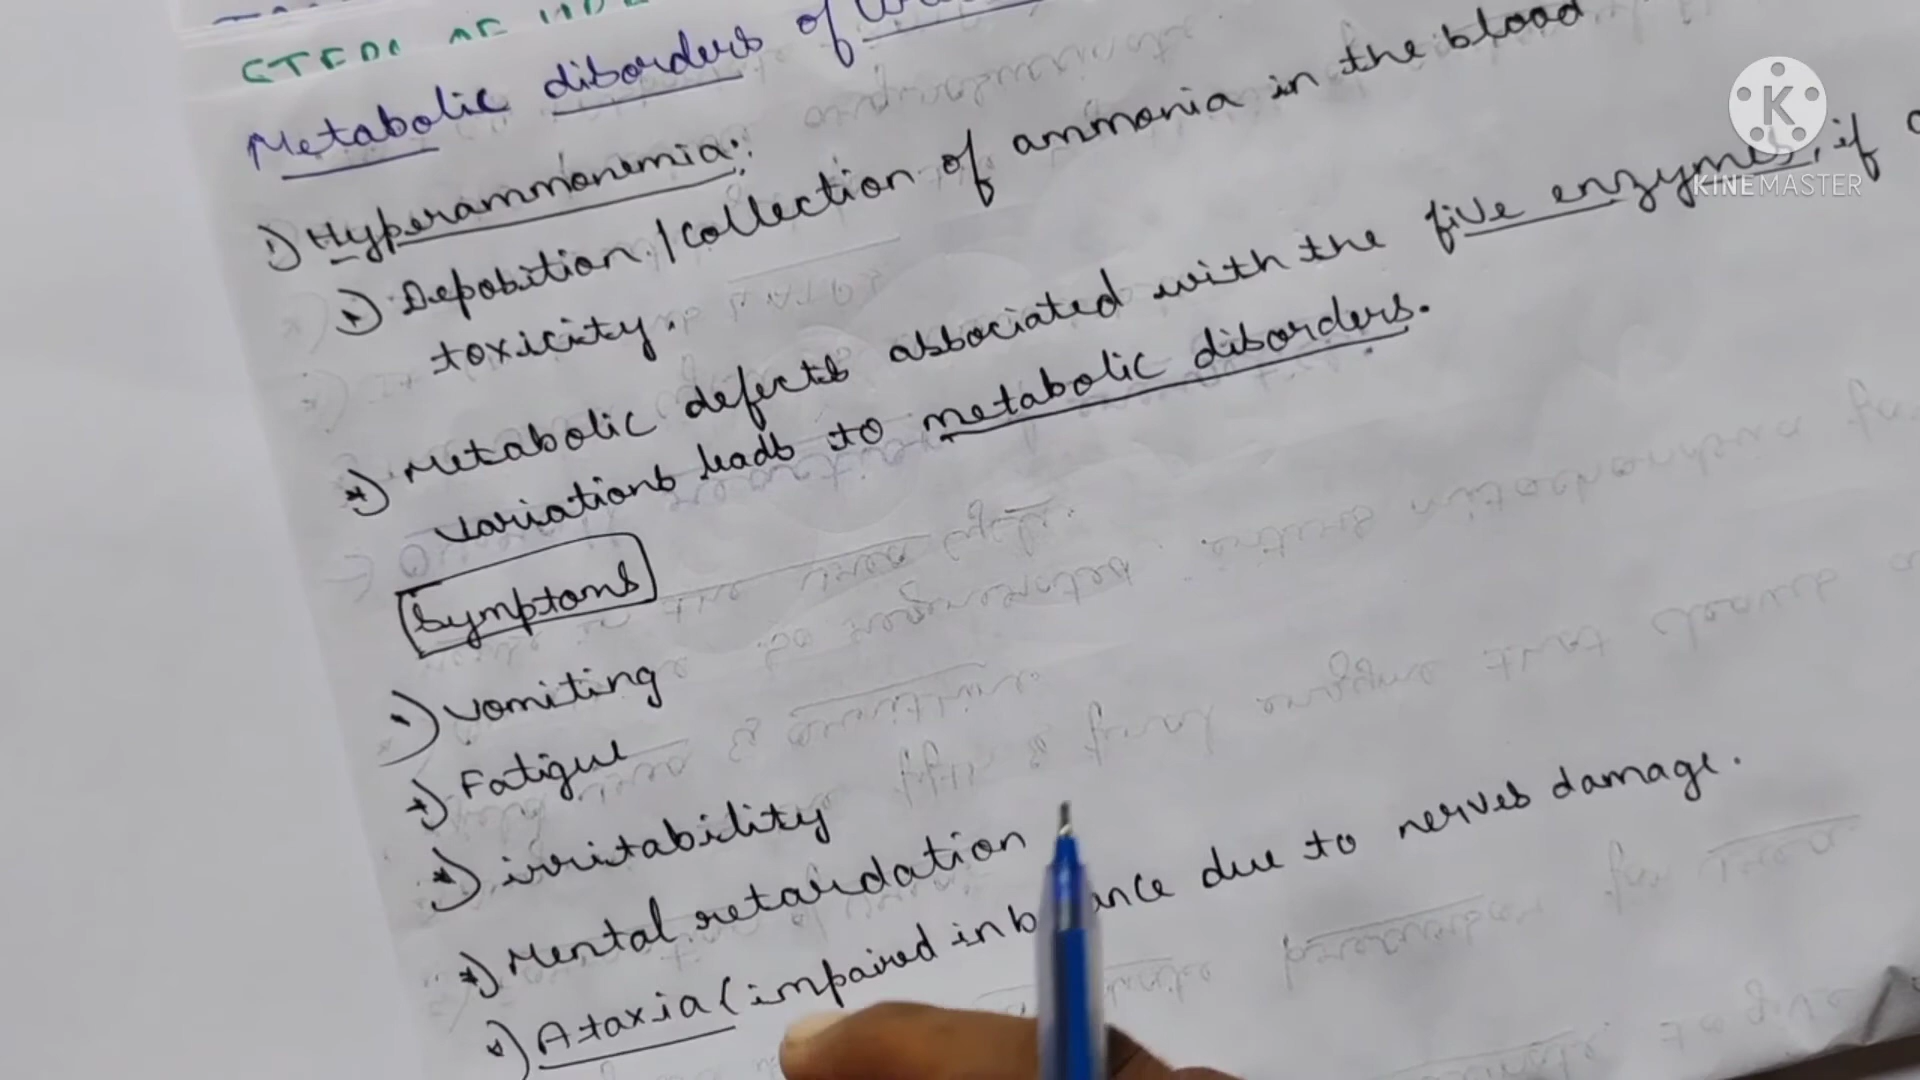 Metabolic disorders of
1) Hyperammonemia:
*) Deposition / collection of ammonia in the blood
toxicity.
*) Metabolic defects associated with the five enzymes, if
variations leads to metabolic disorders.
Symptoms
*) vomiting
*) Fatigue
*) irritability
*) Mental retardation
*) Ataxia (impaired due to nerves damage.
K
KINEMASTER